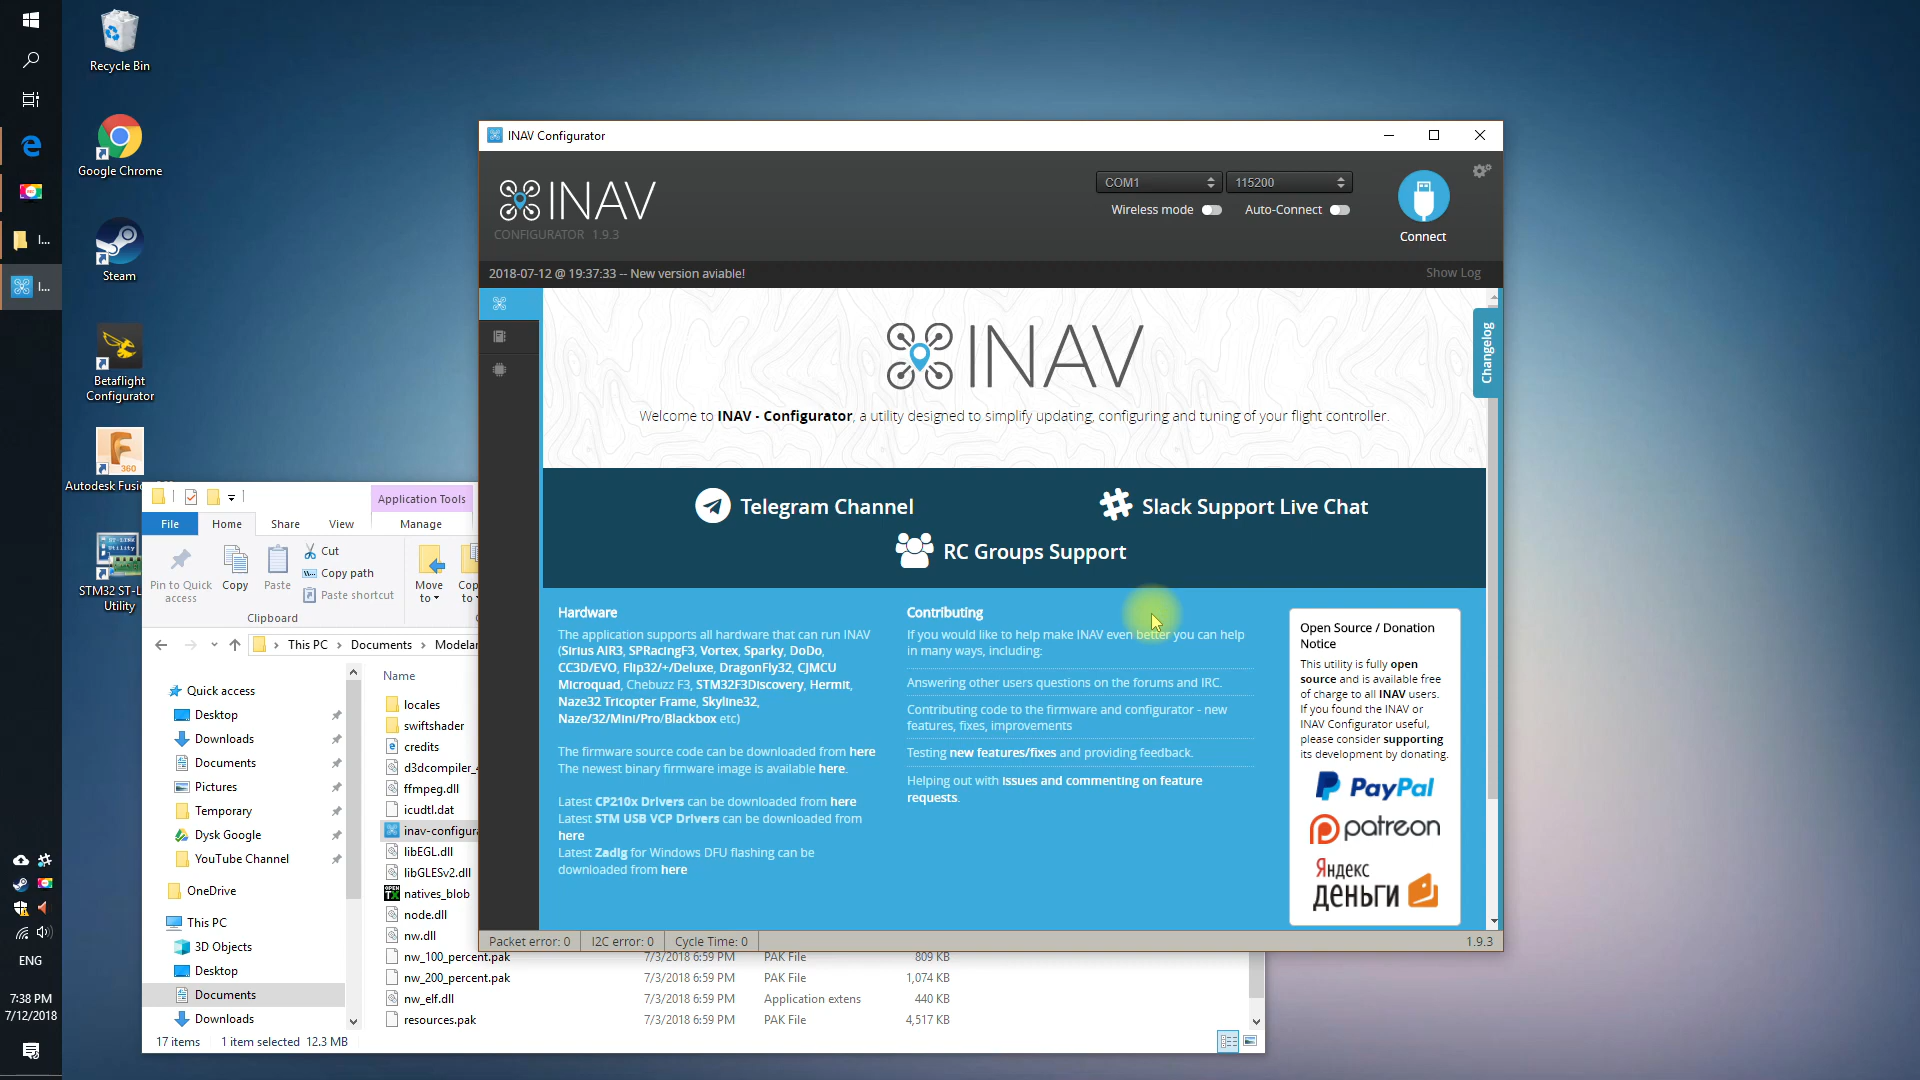 Recycle Bin
Google Chrome
Steam
Betaflight
Configurator
Autodesk Fusio
360
ST-LINK
Utility
STM32 ST-L
Utility
I...
I...
ENG
7:38 PM
7/12/2018
INAV Configurator
INAV
CONFIGURATOR 1.9.3
COM1
115200
Wireless mode
Auto-Connect
Connect
2018-07-12 @ 19:37:33 -- New version aviable!
Show Log
Changelog
INAV
Welcome to INAV - Configurator, a utility designed to simplify updating, configuring and tuning of your flight controller.
Telegram Channel
Slack Support Live Chat
RC Groups Support
Hardware
The application supports all hardware that can run INAV
(Sirius AIR3, SPRacingF3, Vortex, Sparky, DoDo,
CC3D/EVO, Flip32/+/Deluxe, DragonFly32, CJMCU
Microquad, Chebuzz F3, STM32F3Discovery, Hermit,
Naze32 Tricopter Frame, Skyline32,
Naze/32/Mini/Pro/Blackbox etc)
The firmware source code can be downloaded from here
The newest binary firmware image is available here.
Latest CP210x Drivers can be downloaded from here
Latest STM USB VCP Drivers can be downloaded from
here
Latest Zadig for Windows DFU flashing can be
downloaded from here
Contributing
If you would like to help make INAV even better you can help
in many ways, including:
Answering other users questions on the forums and IRC.
Contributing code to the firmware and configurator - new
features, fixes, improvements
Testing new features/fixes and providing feedback.
Helping out with issues and commenting on feature
requests.
Open Source / Donation
Notice
This utility is fully open
source and is available free
of charge to all INAV users.
If you found the INAV or
INAV Configurator useful,
please consider supporting
its development by donating.
PayPal
patreon
Яндекс
деньги
Packet error: 0
I2C error: 0
Cycle Time: 0
1.9.3
Application Tools
File
Home
Share
View
Manage
Pin to Quick
access
Copy
Paste
Cut
Copy path
Paste shortcut
Clipboard
Move
to
Cop
to
This PC
Documents
Modelar
Quick access
Desktop
Downloads
Documents
Pictures
Temporary
Dysk Google
YouTube Channel
OneDrive
This PC
3D Objects
Desktop
Documents
Downloads
Name
locales
swiftshader
credits
d3dcompiler_4
ffmpeg.dll
icudtl.dat
inav-configura
libEGL.dll
libGLESv2.dll
natives_blob
node.dll
nw.dll
nw_100_percent.pak 7/3/2018 6:59 PM PAK File 809 KB
nw_200_percent.pak 7/3/2018 6:59 PM PAK File 1,074 KB
nw_elf.dll 7/3/2018 6:59 PM Application extens 440 KB
resources.pak 7/3/2018 6:59 PM PAK File 4,517 KB
17 items
1 item selected 12.3 MB